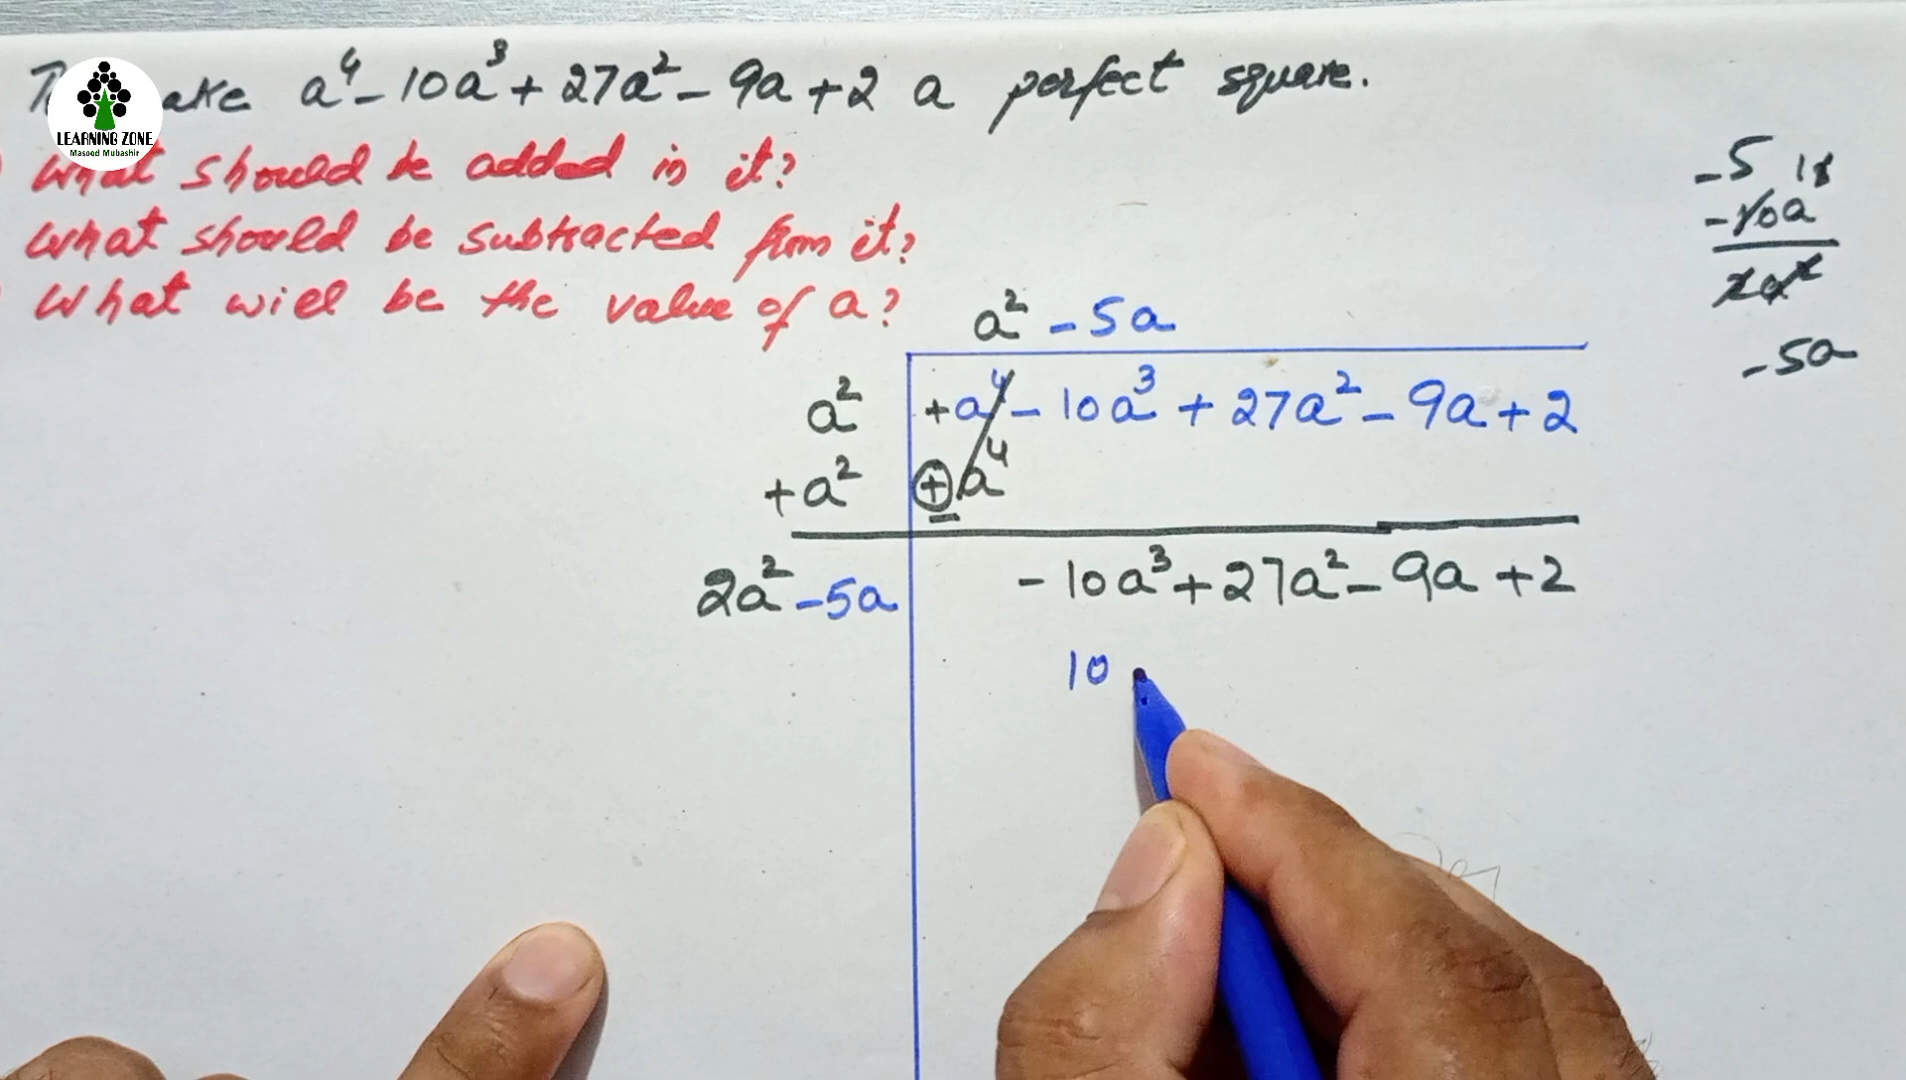 ake a⁴ - 10a³ + 27a² - 9a + 2 a perfect square.
LEARNING ZONE
Masood Mubashir
What should be added in it?
What should be subtracted from it?
What will be the value of a?
-5
-10a
2a²
-5a
a² - 5a
a² +a⁴ - 10a³ + 27a² - 9a + 2
+a² + a⁴
2a² - 5a - 10a³ + 27a² - 9a + 2
10